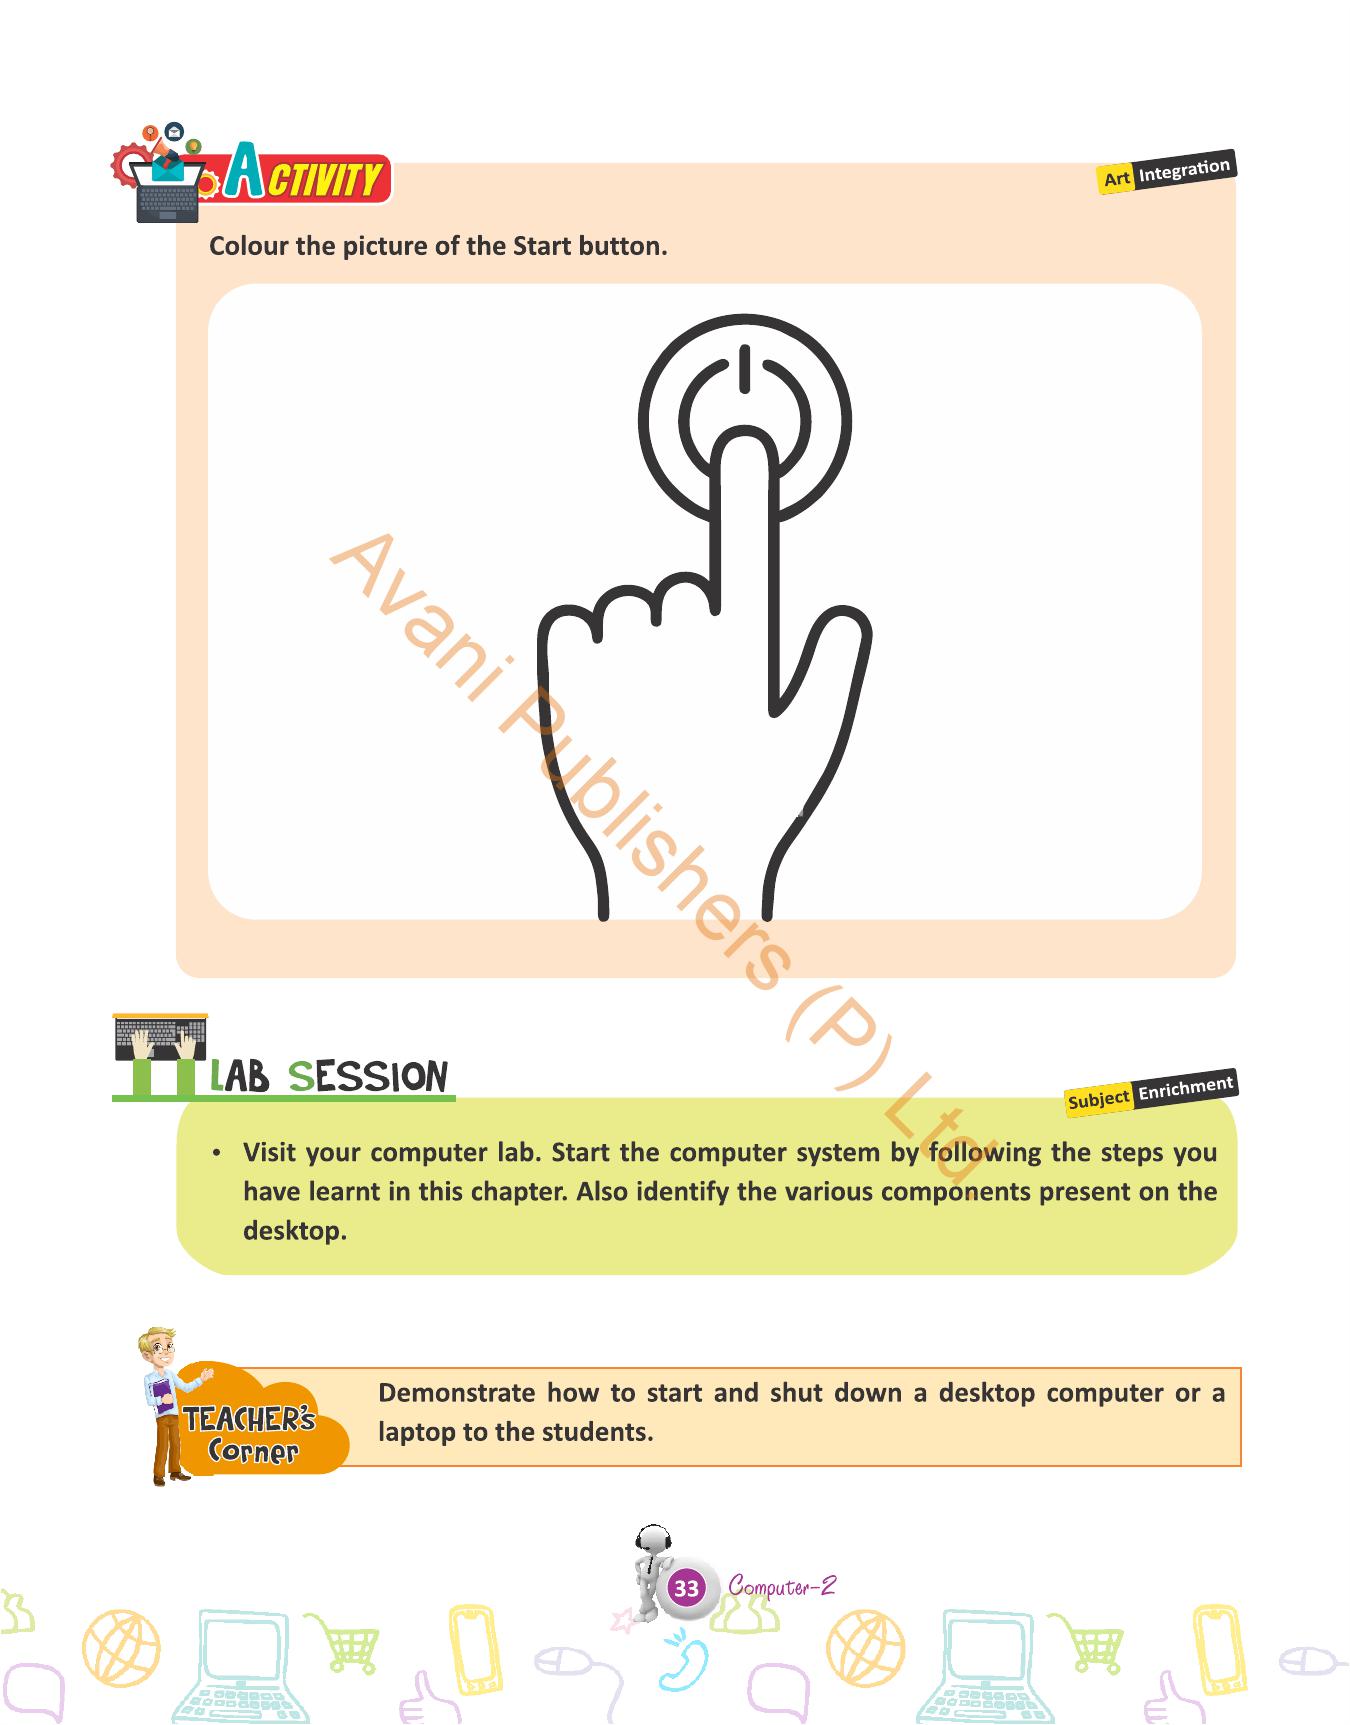 ACTIVITY
Art Integration
Colour the picture of the Start button.
Avani Publishers (P) Ltd.
LAB SESSION
Subject Enrichment
• Visit your computer lab. Start the computer system by following the steps you
have learnt in this chapter. Also identify the various components present on the
desktop.
TEACHER's
Corner
Demonstrate how to start and shut down a desktop computer or a
laptop to the students.
33
Computer-2